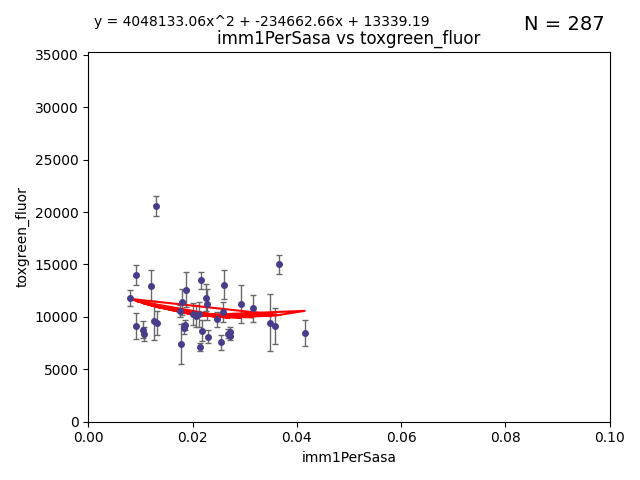 y = 4048133.06x^2 + -234662.66x + 13339.19
N = 287
imm1PerSasa vs toxgreen_fluor
35000
30000
25000
20000
15000
10000
5000
0
toxgreen_fluor
0.00 0.02 0.04 0.06 0.08 0.10
imm1PerSasa